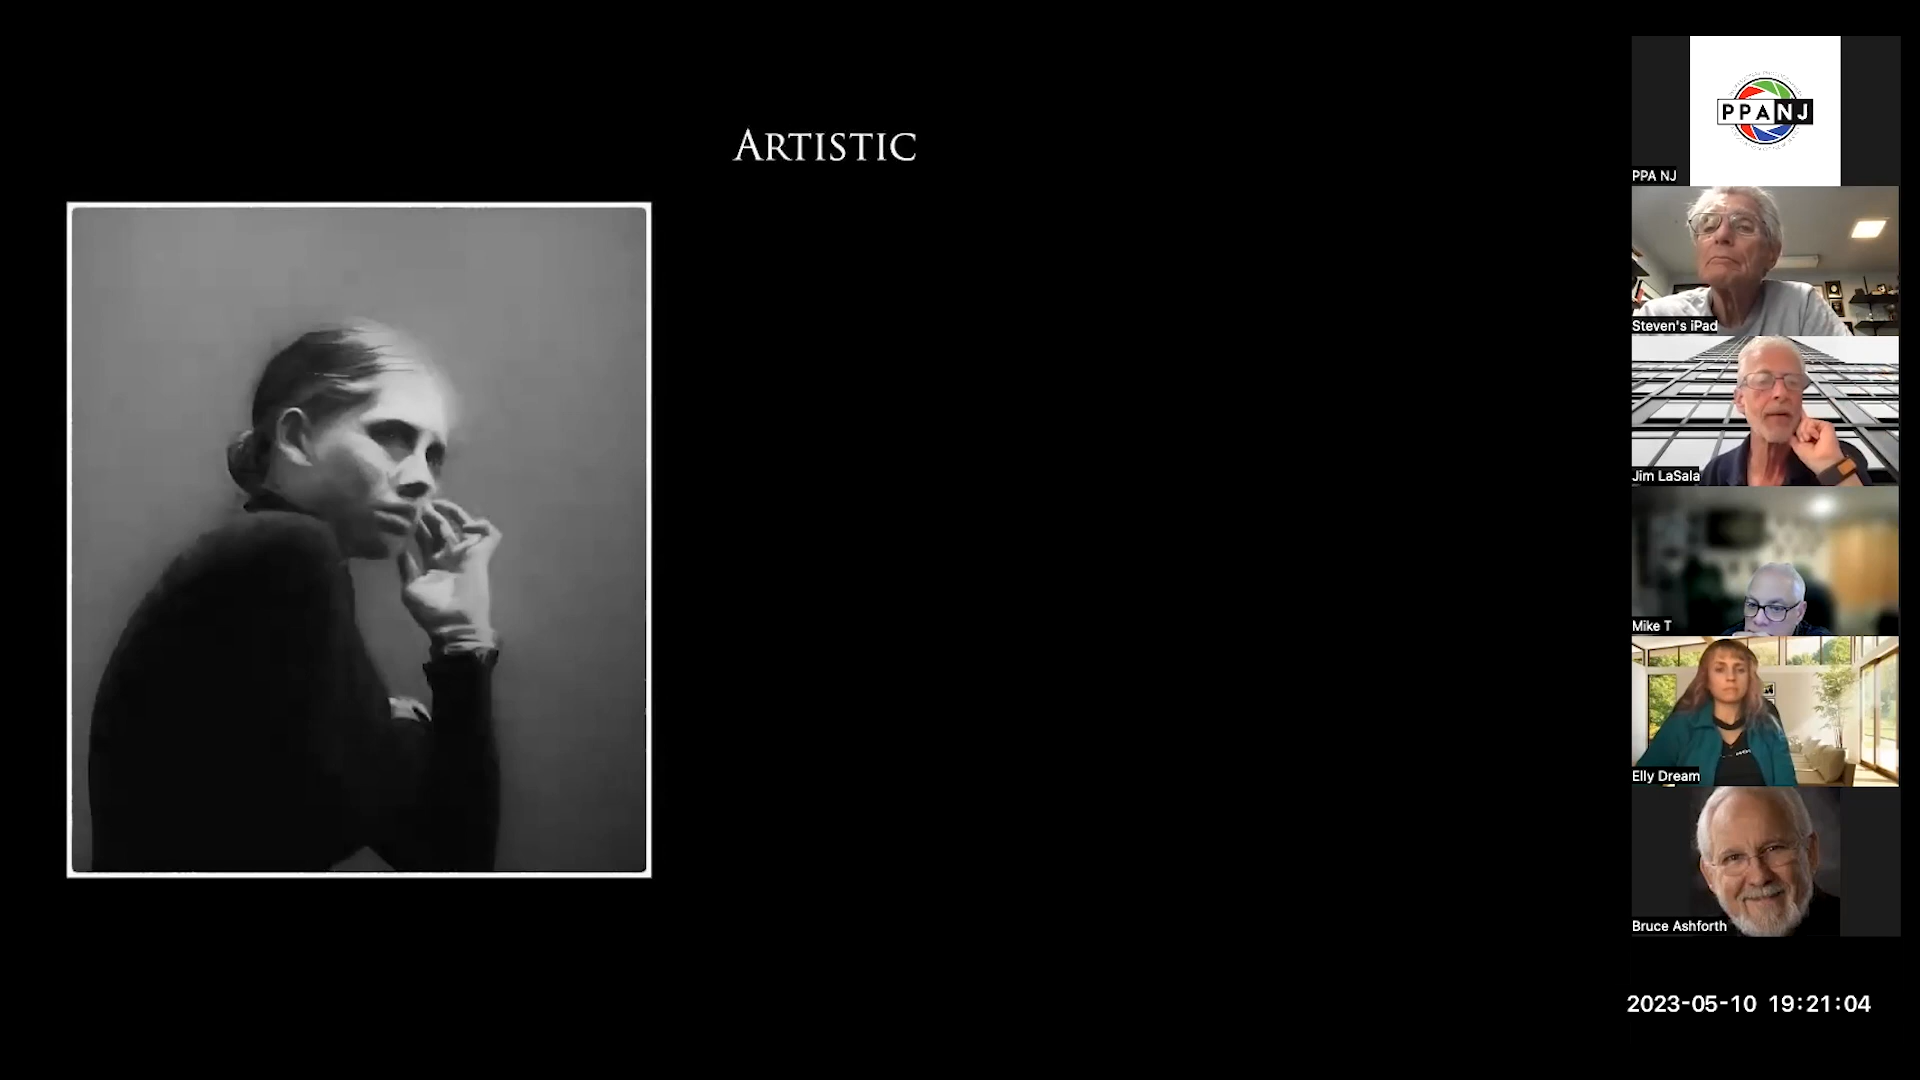 ARTISTIC
PPANJ
PPA NJ
Steven's iPad
Jim LaSala
Mike T
Elly Dream
Bruce Ashforth
2023-05-10 19:21:04